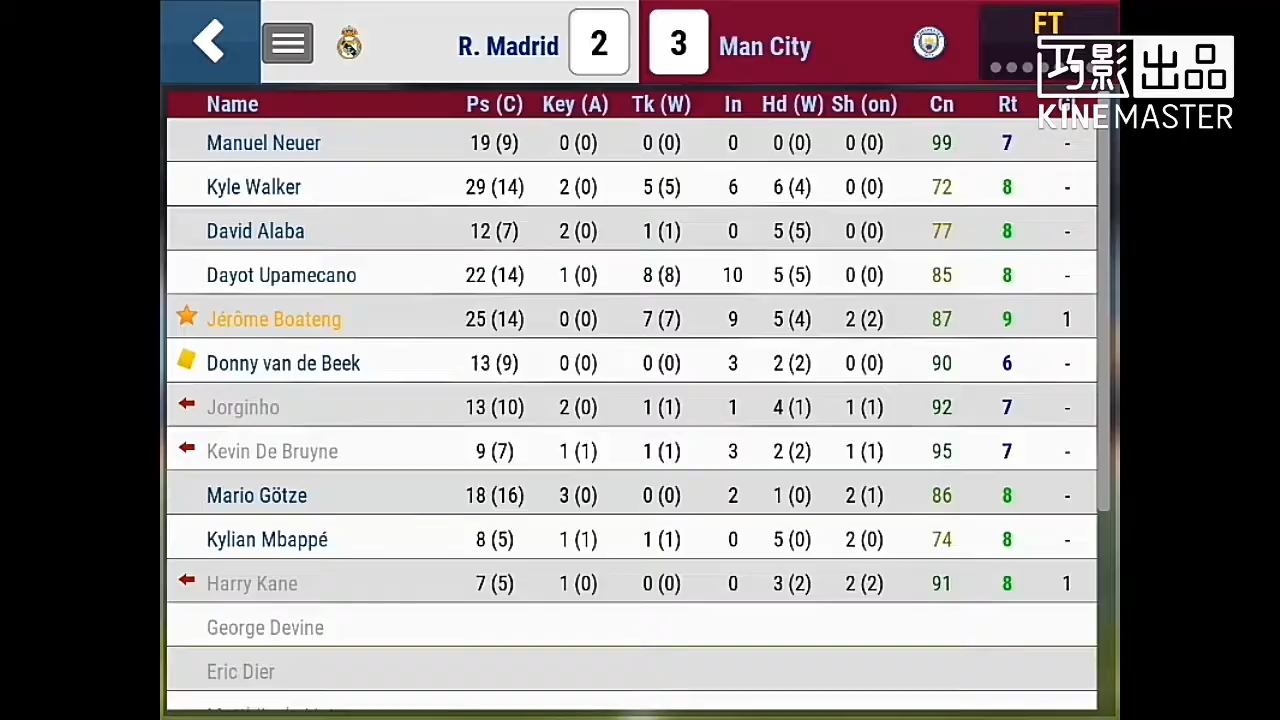 R. Madrid 2 3 Man City FT
巧影出品
KINEMASTER
Name Ps (C) Key (A) Tk (W) In Hd (W) Sh (on) Cn Rt
Manuel Neuer 19 (9) 0 (0) 0 (0) 0 0 (0) 0 (0) 99 7 -
Kyle Walker 29 (14) 2 (0) 5 (5) 6 6 (4) 0 (0) 72 8 -
David Alaba 12 (7) 2 (0) 1 (1) 0 5 (5) 0 (0) 77 8 -
Dayot Upamecano 22 (14) 1 (0) 8 (8) 10 5 (5) 0 (0) 85 8 -
Jérôme Boateng 25 (14) 0 (0) 7 (7) 9 5 (4) 2 (2) 87 9 1
Donny van de Beek 13 (9) 0 (0) 0 (0) 3 2 (2) 0 (0) 90 6 -
Jorginho 13 (10) 2 (0) 1 (1) 1 4 (1) 1 (1) 92 7 -
Kevin De Bruyne 9 (7) 1 (1) 1 (1) 3 2 (2) 1 (1) 95 7 -
Mario Götze 18 (16) 3 (0) 0 (0) 2 1 (0) 2 (1) 86 8 -
Kylian Mbappé 8 (5) 1 (1) 1 (1) 0 5 (0) 2 (0) 74 8 -
Harry Kane 7 (5) 1 (0) 0 (0) 0 3 (2) 2 (2) 91 8 1
George Devine
Eric Dier